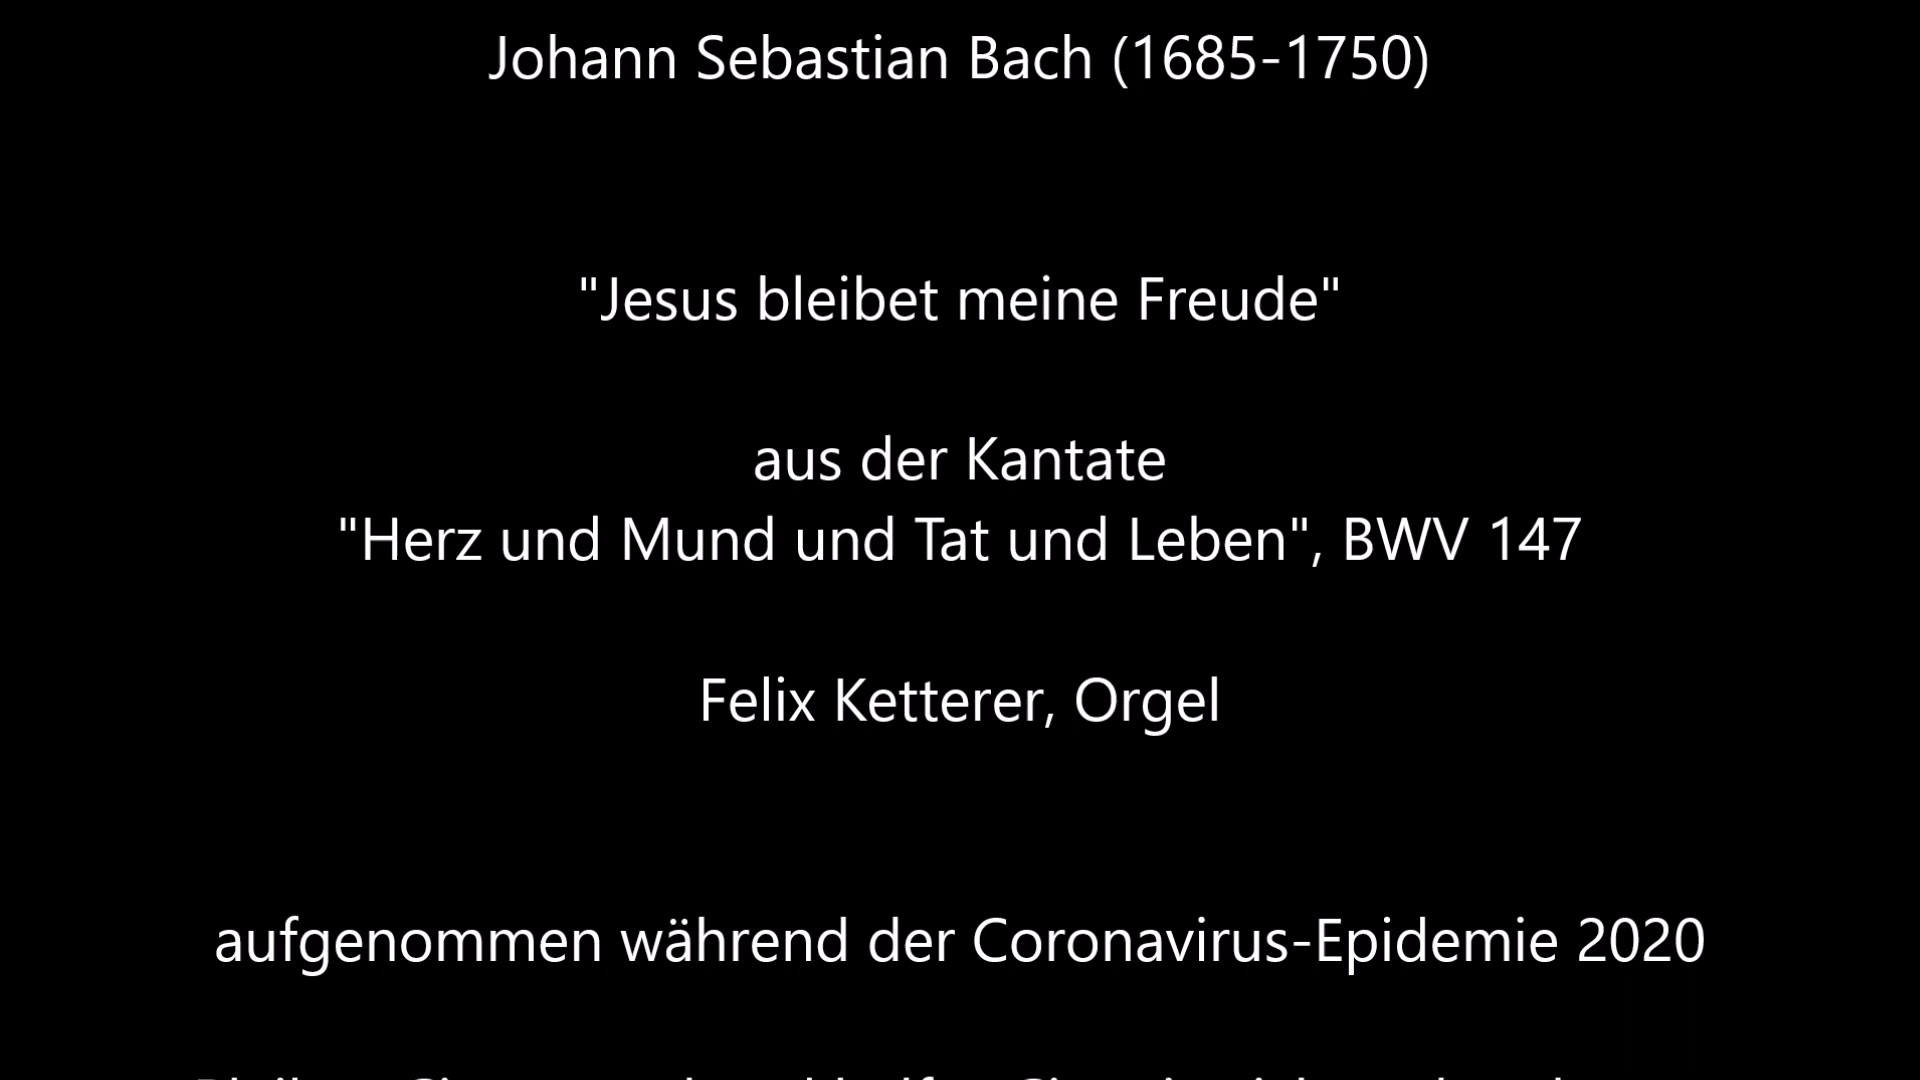 Johann Sebastian Bach (1685-1750)
"Jesus bleibet meine Freude"
aus der Kantate
"Herz und Mund und Tat und Leben", BWV 147
Felix Ketterer, Orgel
aufgenommen während der Coronavirus-Epidemie 2020